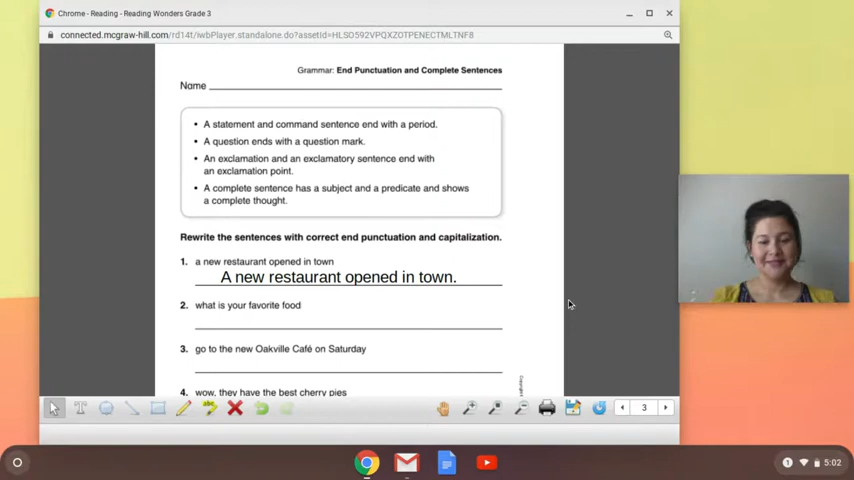 Chrome - Reading - Reading Wonders Grade 3
connected.mcgraw-hill.com/rd14t/iwbPlayer.standalone.do?assetId=HLSO592VPQXZOTPENECTMLTNF8
Grammar: End Punctuation and Complete Sentences
Name
• A statement and command sentence end with a period.
• A question ends with a question mark.
• An exclamation and an exclamatory sentence end with
an exclamation point.
• A complete sentence has a subject and a predicate and shows
a complete thought.
Rewrite the sentences with correct end punctuation and capitalization.
1. a new restaurant opened in town
A new restaurant opened in town.
2. what is your favorite food
3. go to the new Oakville Café on Saturday
4. wow, they have the best cherry pies
Copyright
T
3
1
5:02